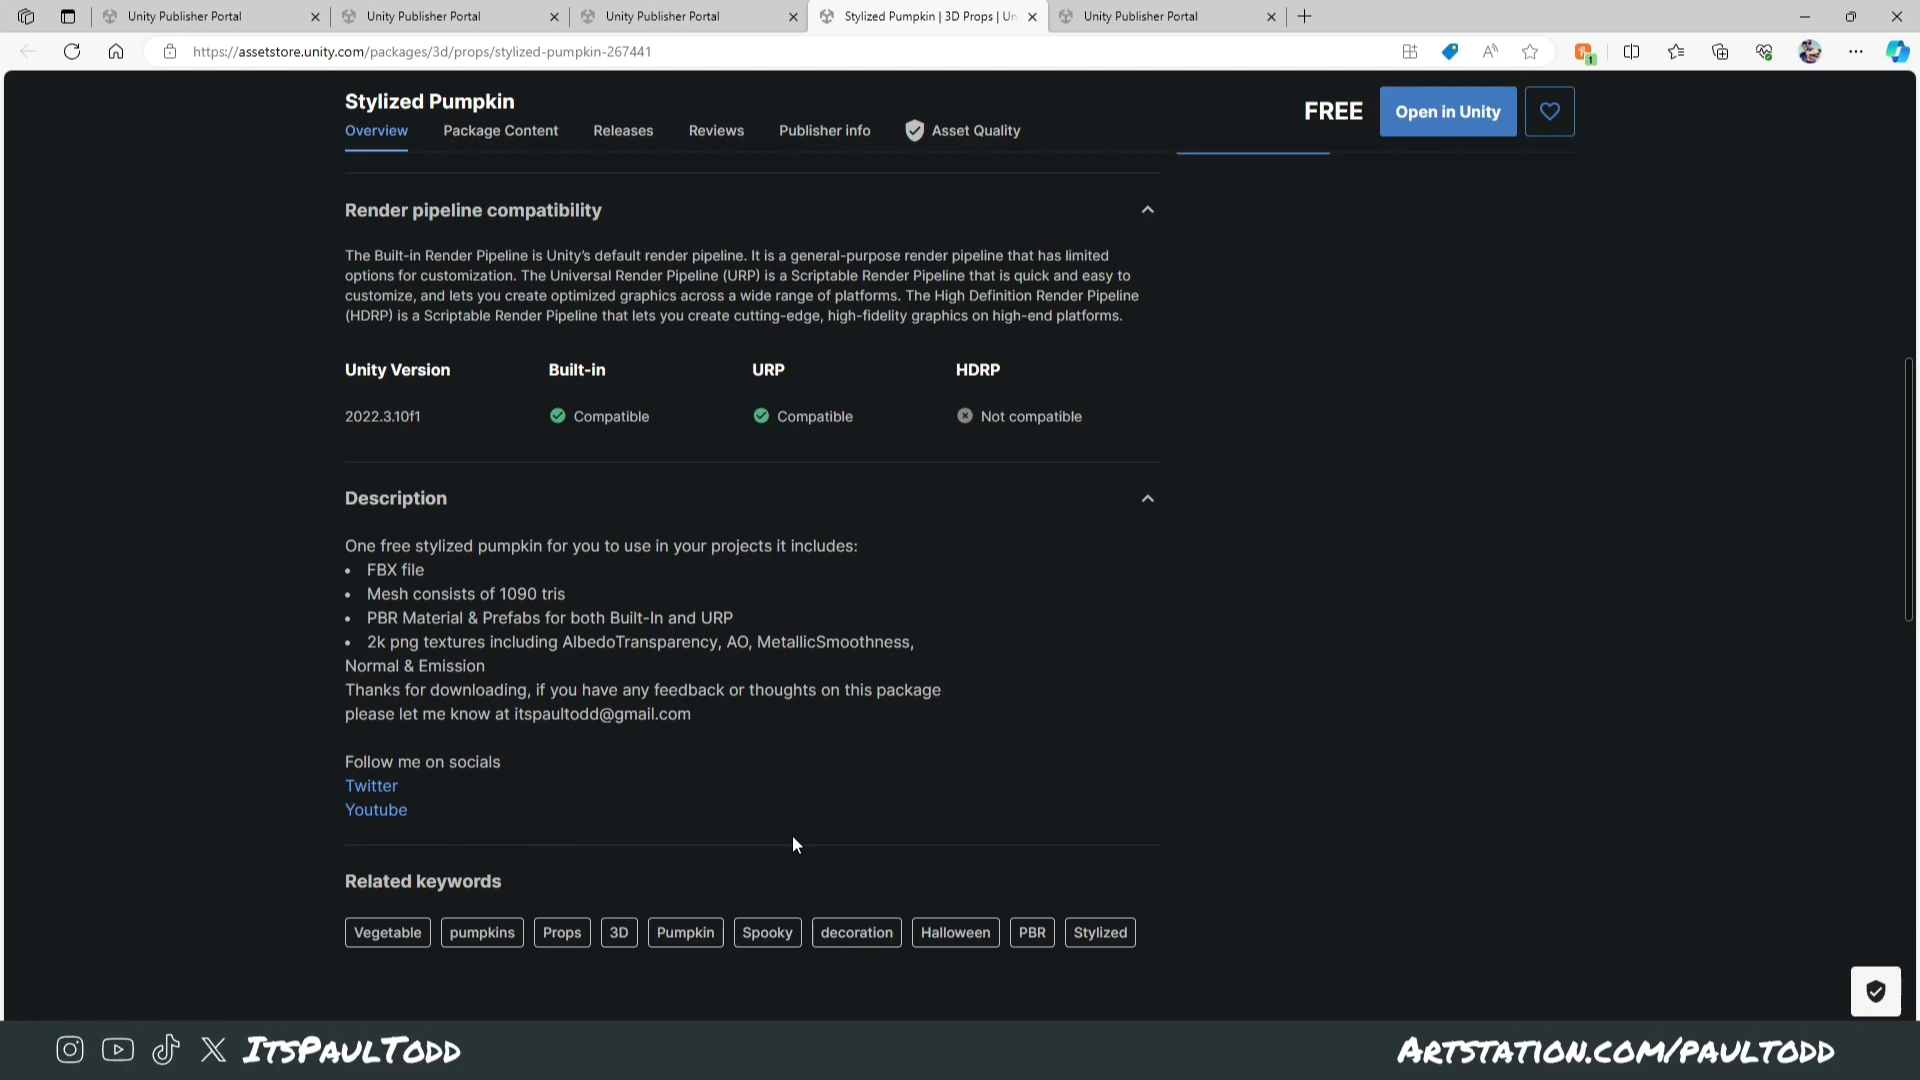 Unity Publisher Portal
Unity Publisher Portal
Unity Publisher Portal
Stylized Pumpkin | 3D Props | Un
Unity Publisher Portal
https://assetstore.unity.com/packages/3d/props/stylized-pumpkin-267441
1
Stylized Pumpkin
FREE
Open in Unity
Overview
Package Content
Releases
Reviews
Publisher info
Asset Quality
Render pipeline compatibility
The Built-in Render Pipeline is Unity's default render pipeline. It is a general-purpose render pipeline that has limited
options for customization. The Universal Render Pipeline (URP) is a Scriptable Render Pipeline that is quick and easy to
customize, and lets you create optimized graphics across a wide range of platforms. The High Definition Render Pipeline
(HDRP) is a Scriptable Render Pipeline that lets you create cutting-edge, high-fidelity graphics on high-end platforms.
Unity Version
Built-in
URP
HDRP
2022.3.10f1
Compatible
Compatible
Not compatible
Description
One free stylized pumpkin for you to use in your projects it includes:
• FBX file
• Mesh consists of 1090 tris
• PBR Material & Prefabs for both Built-In and URP
• 2k png textures including AlbedoTransparency, AO, MetallicSmoothness,
Normal & Emission
Thanks for downloading, if you have any feedback or thoughts on this package
please let me know at itspaultodd@gmail.com
Follow me on socials
Twitter
Youtube
Related keywords
Vegetable
pumpkins
Props
3D
Pumpkin
Spooky
decoration
Halloween
PBR
Stylized
ItsPaulTodd
Artstation.com/paultodd